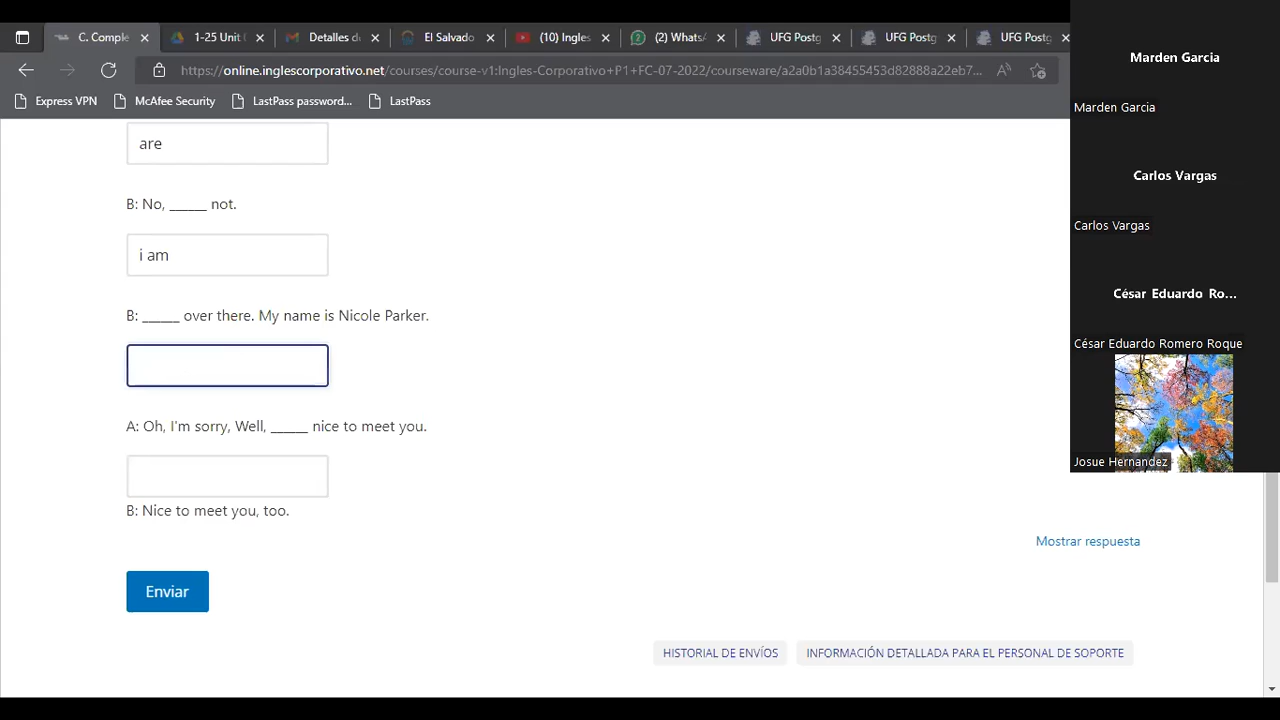 C. Comple
1-25 Unit
Detalles d
El Salvado
(10) Ingles
(2) WhatsA
UFG Postg
UFG Postg
UFG Postg
https://online.inglescorporativo.net/courses/course-v1:Ingles-Corporativo+P1+FC-07-2022/courseware/a2a0b1a38455453d82888a22eb7...
Express VPN
McAfee Security
LastPass password...
LastPass
are
B: No, ______ not.
i am
B: ______ over there. My name is Nicole Parker.
A: Oh, I'm sorry, Well, ______ nice to meet you.
B: Nice to meet you, too.
Mostrar respuesta
Enviar
HISTORIAL DE ENVÍOS
INFORMACIÓN DETALLADA PARA EL PERSONAL DE SOPORTE
Marden Garcia
Marden Garcia
Carlos Vargas
Carlos Vargas
César Eduardo Ro...
César Eduardo Romero Roque
Josue Hernandez